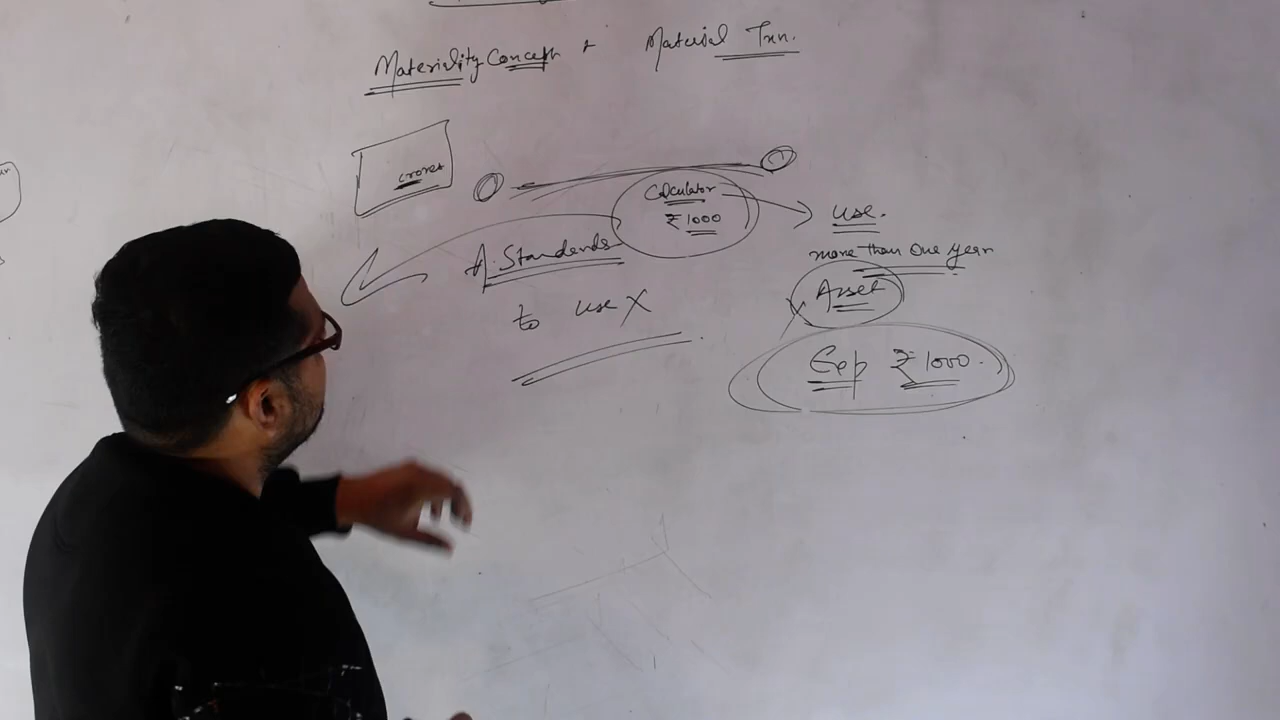 Materiality Concept + Material Txn.
crores
Calculator
₹ 1000
use.
more than one year
A. Standards
Asset
to use X
Exp ₹ 1000.